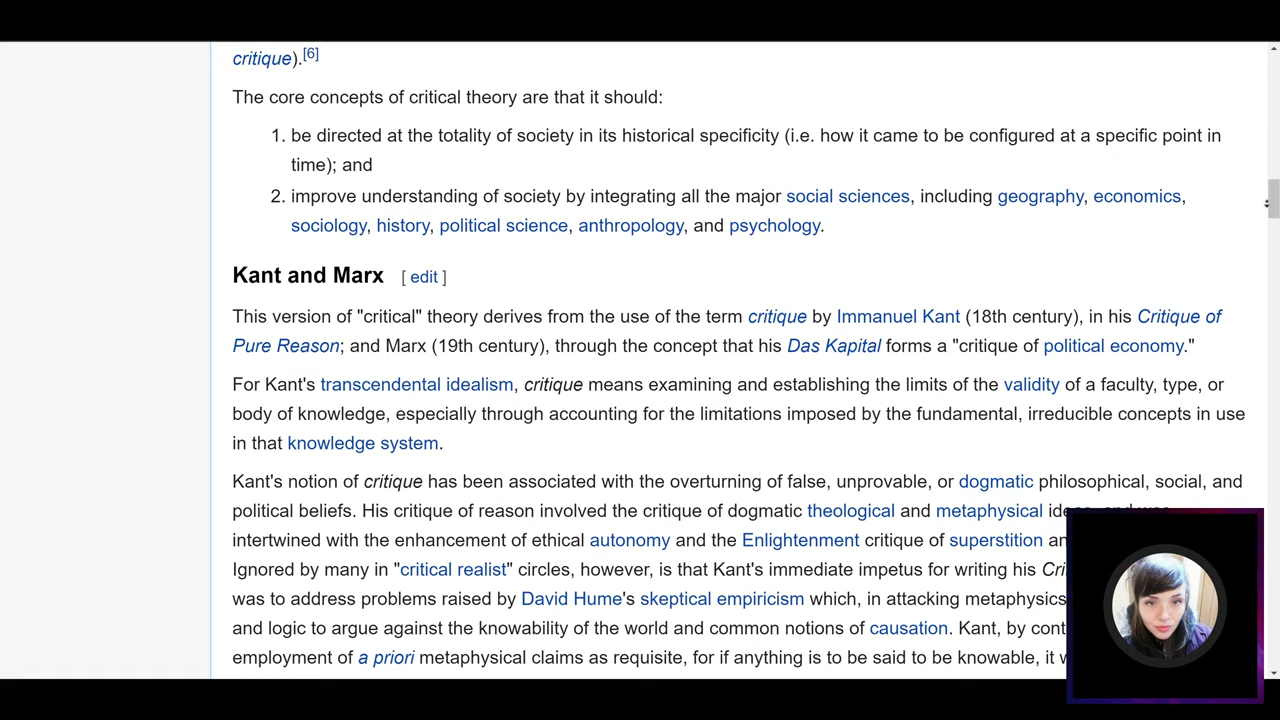 critique).[6]
The core concepts of critical theory are that it should:
1. be directed at the totality of society in its historical specificity (i.e. how it came to be configured at a specific point in
time); and
2. improve understanding of society by integrating all the major social sciences, including geography, economics,
sociology, history, political science, anthropology, and psychology.
Kant and Marx [ edit ]
This version of "critical" theory derives from the use of the term critique by Immanuel Kant (18th century), in his Critique of
Pure Reason; and Marx (19th century), through the concept that his Das Kapital forms a "critique of political economy."
For Kant's transcendental idealism, critique means examining and establishing the limits of the validity of a faculty, type, or
body of knowledge, especially through accounting for the limitations imposed by the fundamental, irreducible concepts in use
in that knowledge system.
Kant's notion of critique has been associated with the overturning of false, unprovable, or dogmatic philosophical, social, and
political beliefs. His critique of reason involved the critique of dogmatic theological and metaphysical
intertwined with the enhancement of ethical autonomy and the Enlightenment critique of superstition
Ignored by many in "critical realist" circles, however, is that Kant's immediate impetus for writing his
was to address problems raised by David Hume's skeptical empiricism which, in attacking metaphysics
and logic to argue against the knowability of the world and common notions of causation. Kant, by
employment of a priori metaphysical claims as requisite, for if anything is to be said to be knowable, it